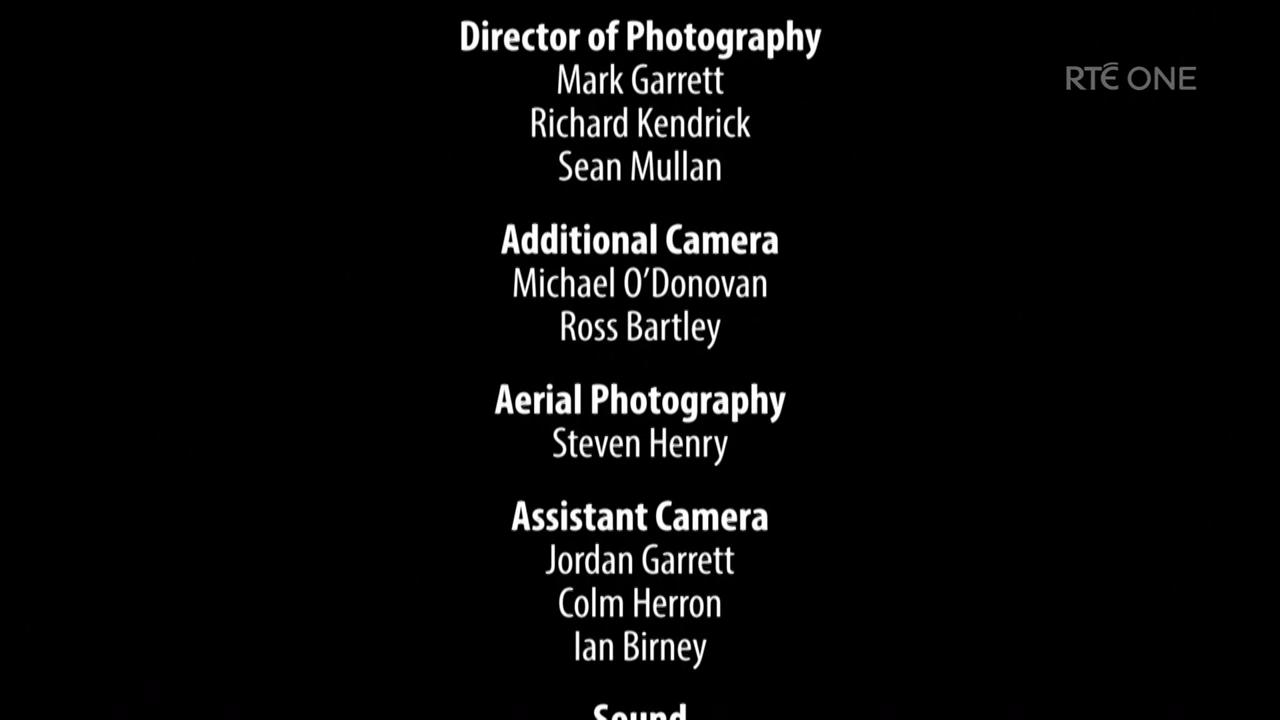 Director of Photography
Mark Garrett
Richard Kendrick
Sean Mullan
RTÉ ONE
Additional Camera
Michael O'Donovan
Ross Bartley
Aerial Photography
Steven Henry
Assistant Camera
Jordan Garrett
Colm Herron
Ian Birney
Sound